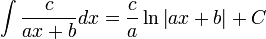 ∫ c/(ax + b) dx = c/a ln |ax + b| + C